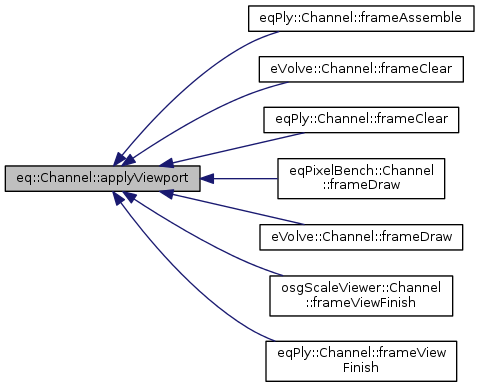 eqPly::Channel::frameAssemble
eVolve::Channel::frameClear
eqPly::Channel::frameClear
eq::Channel::applyViewport
eqPixelBench::Channel
::frameDraw
eVolve::Channel::frameDraw
osgScaleViewer::Channel
::frameViewFinish
eqPly::Channel::frameView
Finish